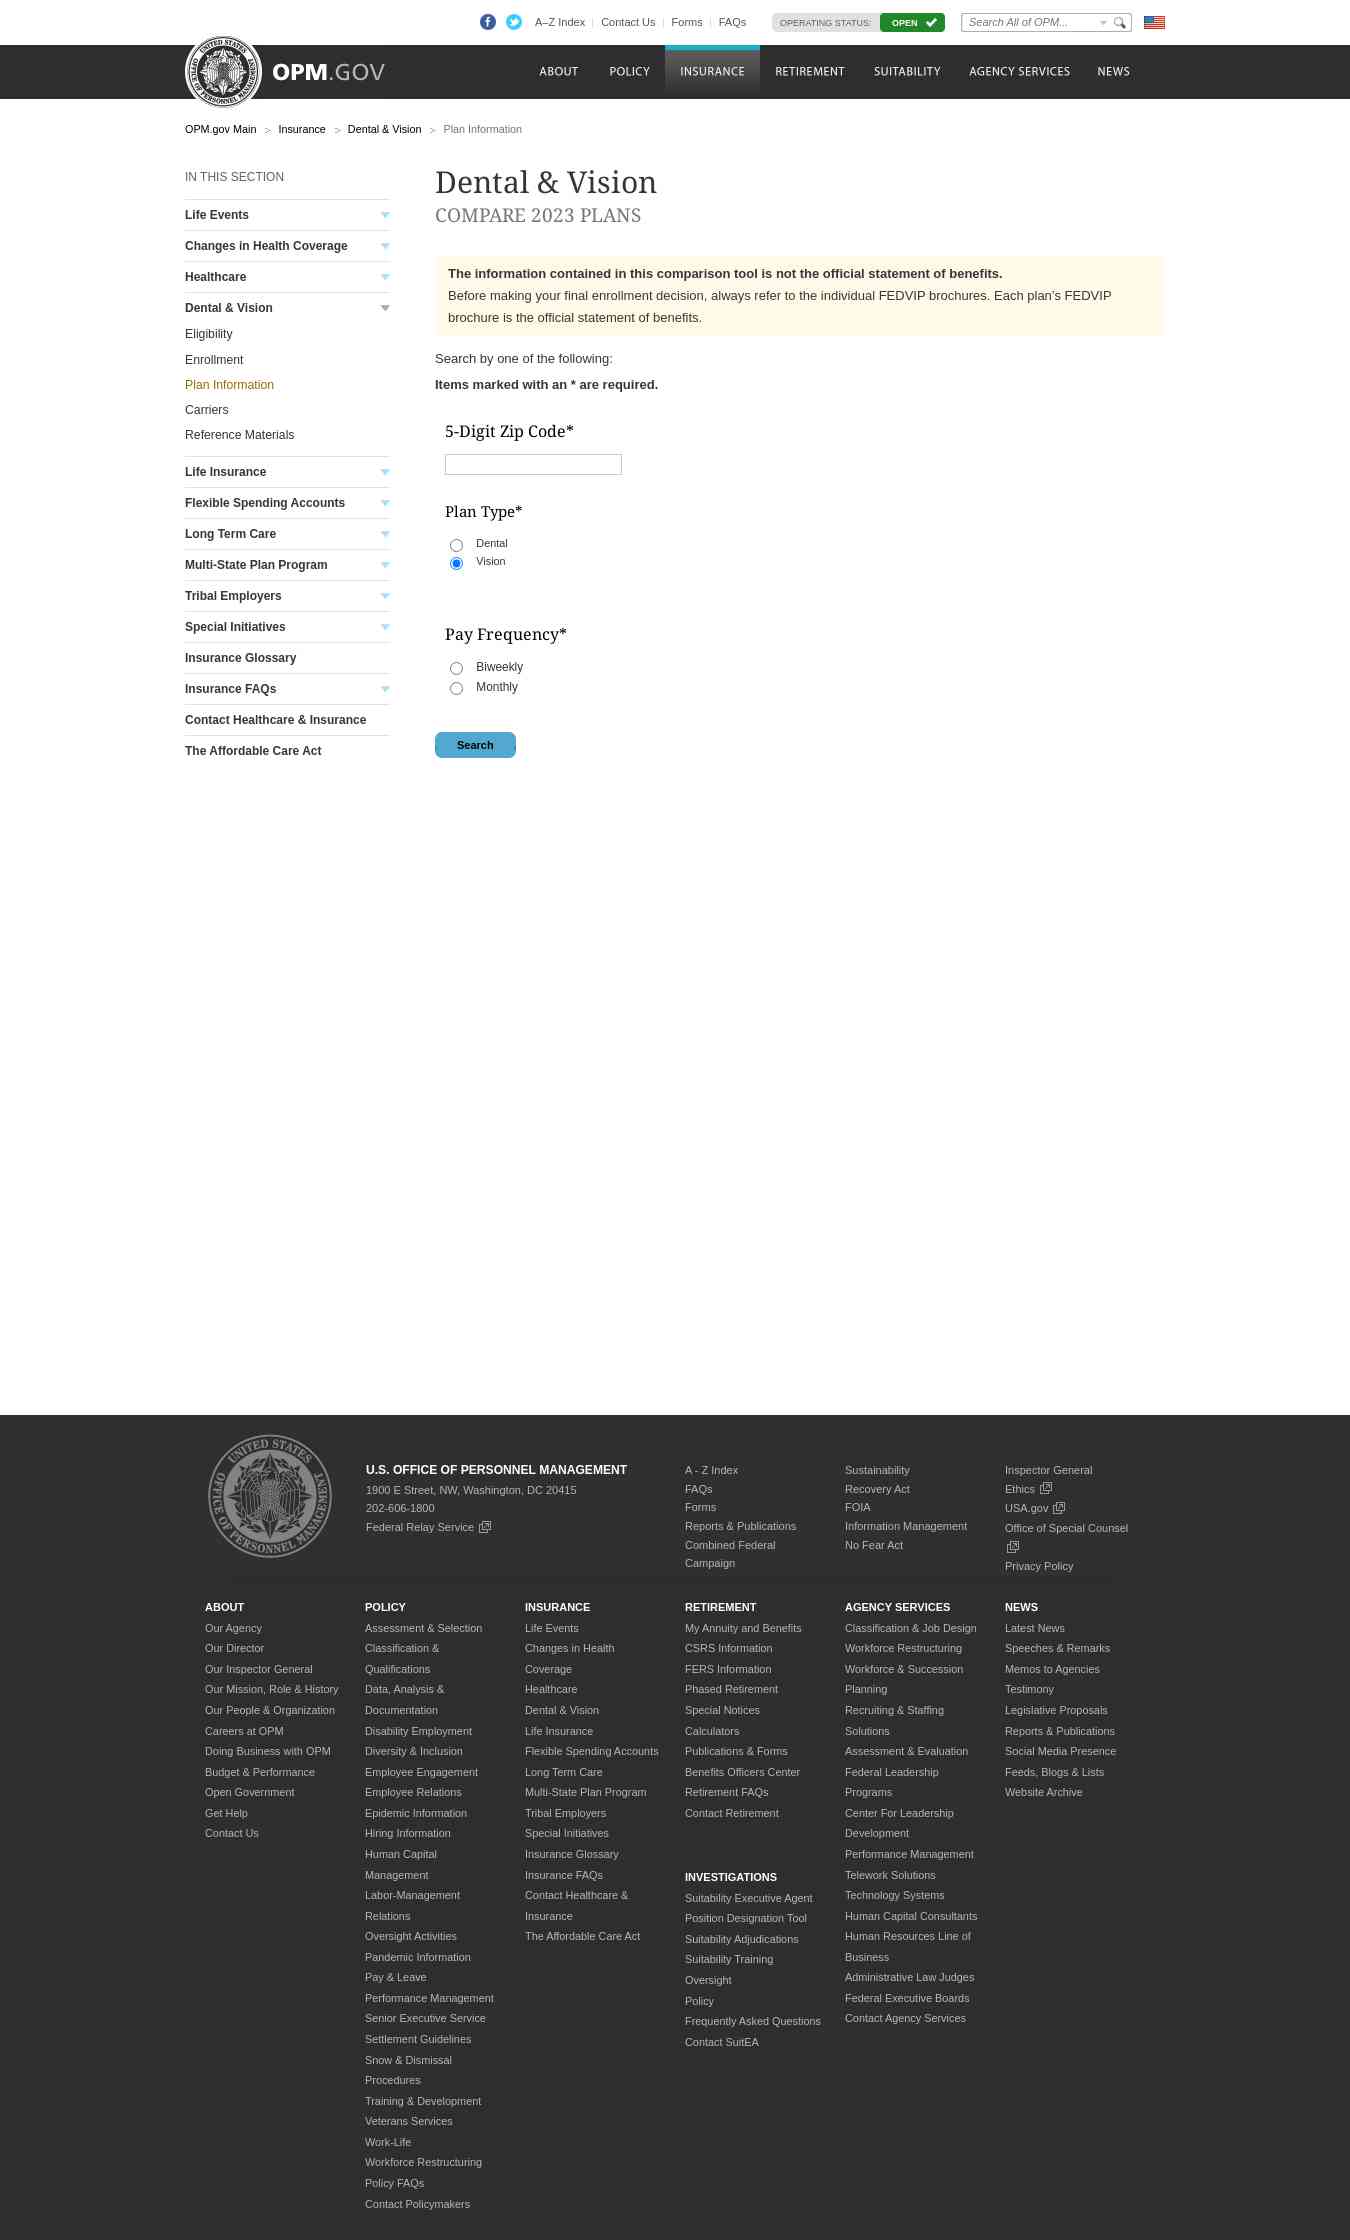 A–Z Index
Contact Us
Forms
FAQs
OPERATING STATUS:
OPEN
Search All of OPM...
OPM.GOV
ABOUT
POLICY
INSURANCE
RETIREMENT
SUITABILITY
AGENCY SERVICES
NEWS
OPM.gov Main > Insurance > Dental & Vision > Plan Information
IN THIS SECTION
Life Events
Changes in Health Coverage
Healthcare
Dental & Vision
Eligibility
Enrollment
Plan Information
Carriers
Reference Materials
Life Insurance
Flexible Spending Accounts
Long Term Care
Multi-State Plan Program
Tribal Employers
Special Initiatives
Insurance Glossary
Insurance FAQs
Contact Healthcare & Insurance
The Affordable Care Act
Dental & Vision
COMPARE 2023 PLANS
The information contained in this comparison tool is not the official statement of benefits.
Before making your final enrollment decision, always refer to the individual FEDVIP brochures. Each plan's FEDVIP
brochure is the official statement of benefits.
Search by one of the following:
Items marked with an * are required.
5-Digit Zip Code*
Plan Type*
Dental
Vision
Pay Frequency*
Biweekly
Monthly
Search
UNITED STATES
OFFICE OF PERSONNEL MANAGEMENT
U.S. OFFICE OF PERSONNEL MANAGEMENT
1900 E Street, NW, Washington, DC 20415
202-606-1800
Federal Relay Service
A - Z Index
FAQs
Forms
Reports & Publications
Combined Federal
Campaign
Sustainability
Recovery Act
FOIA
Information Management
No Fear Act
Inspector General
Ethics
USA.gov
Office of Special Counsel
Privacy Policy
ABOUT
Our Agency
Our Director
Our Inspector General
Our Mission, Role & History
Our People & Organization
Careers at OPM
Doing Business with OPM
Budget & Performance
Open Government
Get Help
Contact Us
POLICY
Assessment & Selection
Classification &
Qualifications
Data, Analysis &
Documentation
Disability Employment
Diversity & Inclusion
Employee Engagement
Employee Relations
Epidemic Information
Hiring Information
Human Capital
Management
Labor-Management
Relations
Oversight Activities
Pandemic Information
Pay & Leave
Performance Management
Senior Executive Service
Settlement Guidelines
Snow & Dismissal
Procedures
Training & Development
Veterans Services
Work-Life
Workforce Restructuring
Policy FAQs
Contact Policymakers
INSURANCE
Life Events
Changes in Health
Coverage
Healthcare
Dental & Vision
Life Insurance
Flexible Spending Accounts
Long Term Care
Multi-State Plan Program
Tribal Employers
Special Initiatives
Insurance Glossary
Insurance FAQs
Contact Healthcare &
Insurance
The Affordable Care Act
RETIREMENT
My Annuity and Benefits
CSRS Information
FERS Information
Phased Retirement
Special Notices
Calculators
Publications & Forms
Benefits Officers Center
Retirement FAQs
Contact Retirement
INVESTIGATIONS
Suitability Executive Agent
Position Designation Tool
Suitability Adjudications
Suitability Training
Oversight
Policy
Frequently Asked Questions
Contact SuitEA
AGENCY SERVICES
Classification & Job Design
Workforce Restructuring
Workforce & Succession
Planning
Recruiting & Staffing
Solutions
Assessment & Evaluation
Federal Leadership
Programs
Center For Leadership
Development
Performance Management
Telework Solutions
Technology Systems
Human Capital Consultants
Human Resources Line of
Business
Administrative Law Judges
Federal Executive Boards
Contact Agency Services
NEWS
Latest News
Speeches & Remarks
Memos to Agencies
Testimony
Legislative Proposals
Reports & Publications
Social Media Presence
Feeds, Blogs & Lists
Website Archive